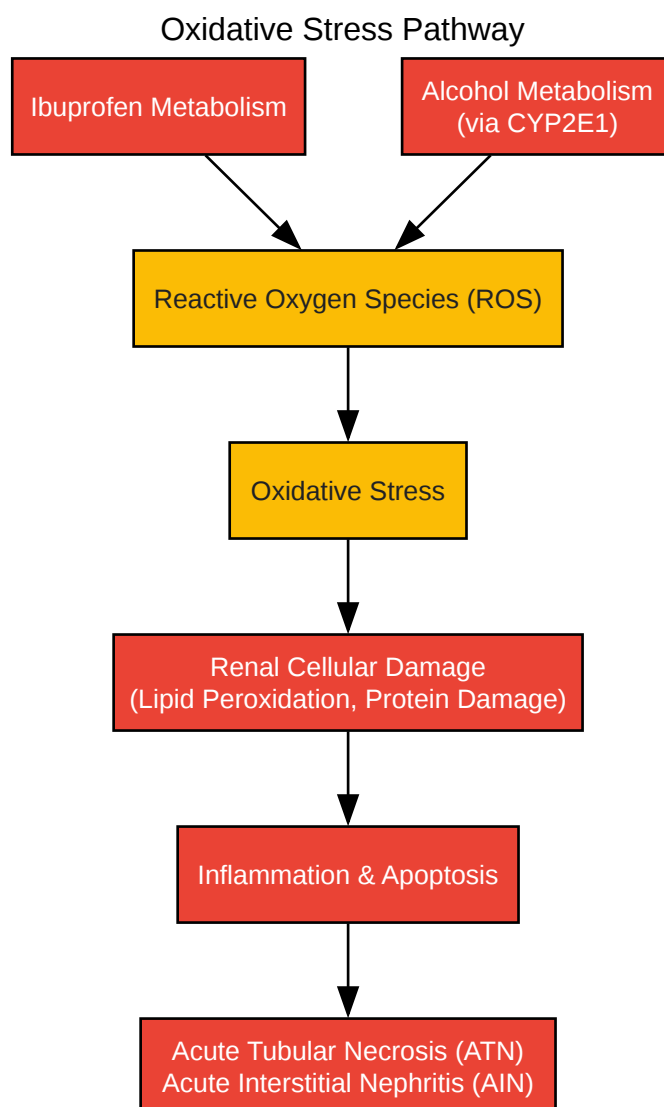 Oxidative Stress Pathway
Ibuprofen Metabolism
Alcohol Metabolism
(via CYP2E1)
Reactive Oxygen Species (ROS)
Oxidative Stress
Renal Cellular Damage
(Lipid Peroxidation, Protein Damage)
Inflammation & Apoptosis
Acute Tubular Necrosis (ATN)
Acute Interstitial Nephritis (AIN)